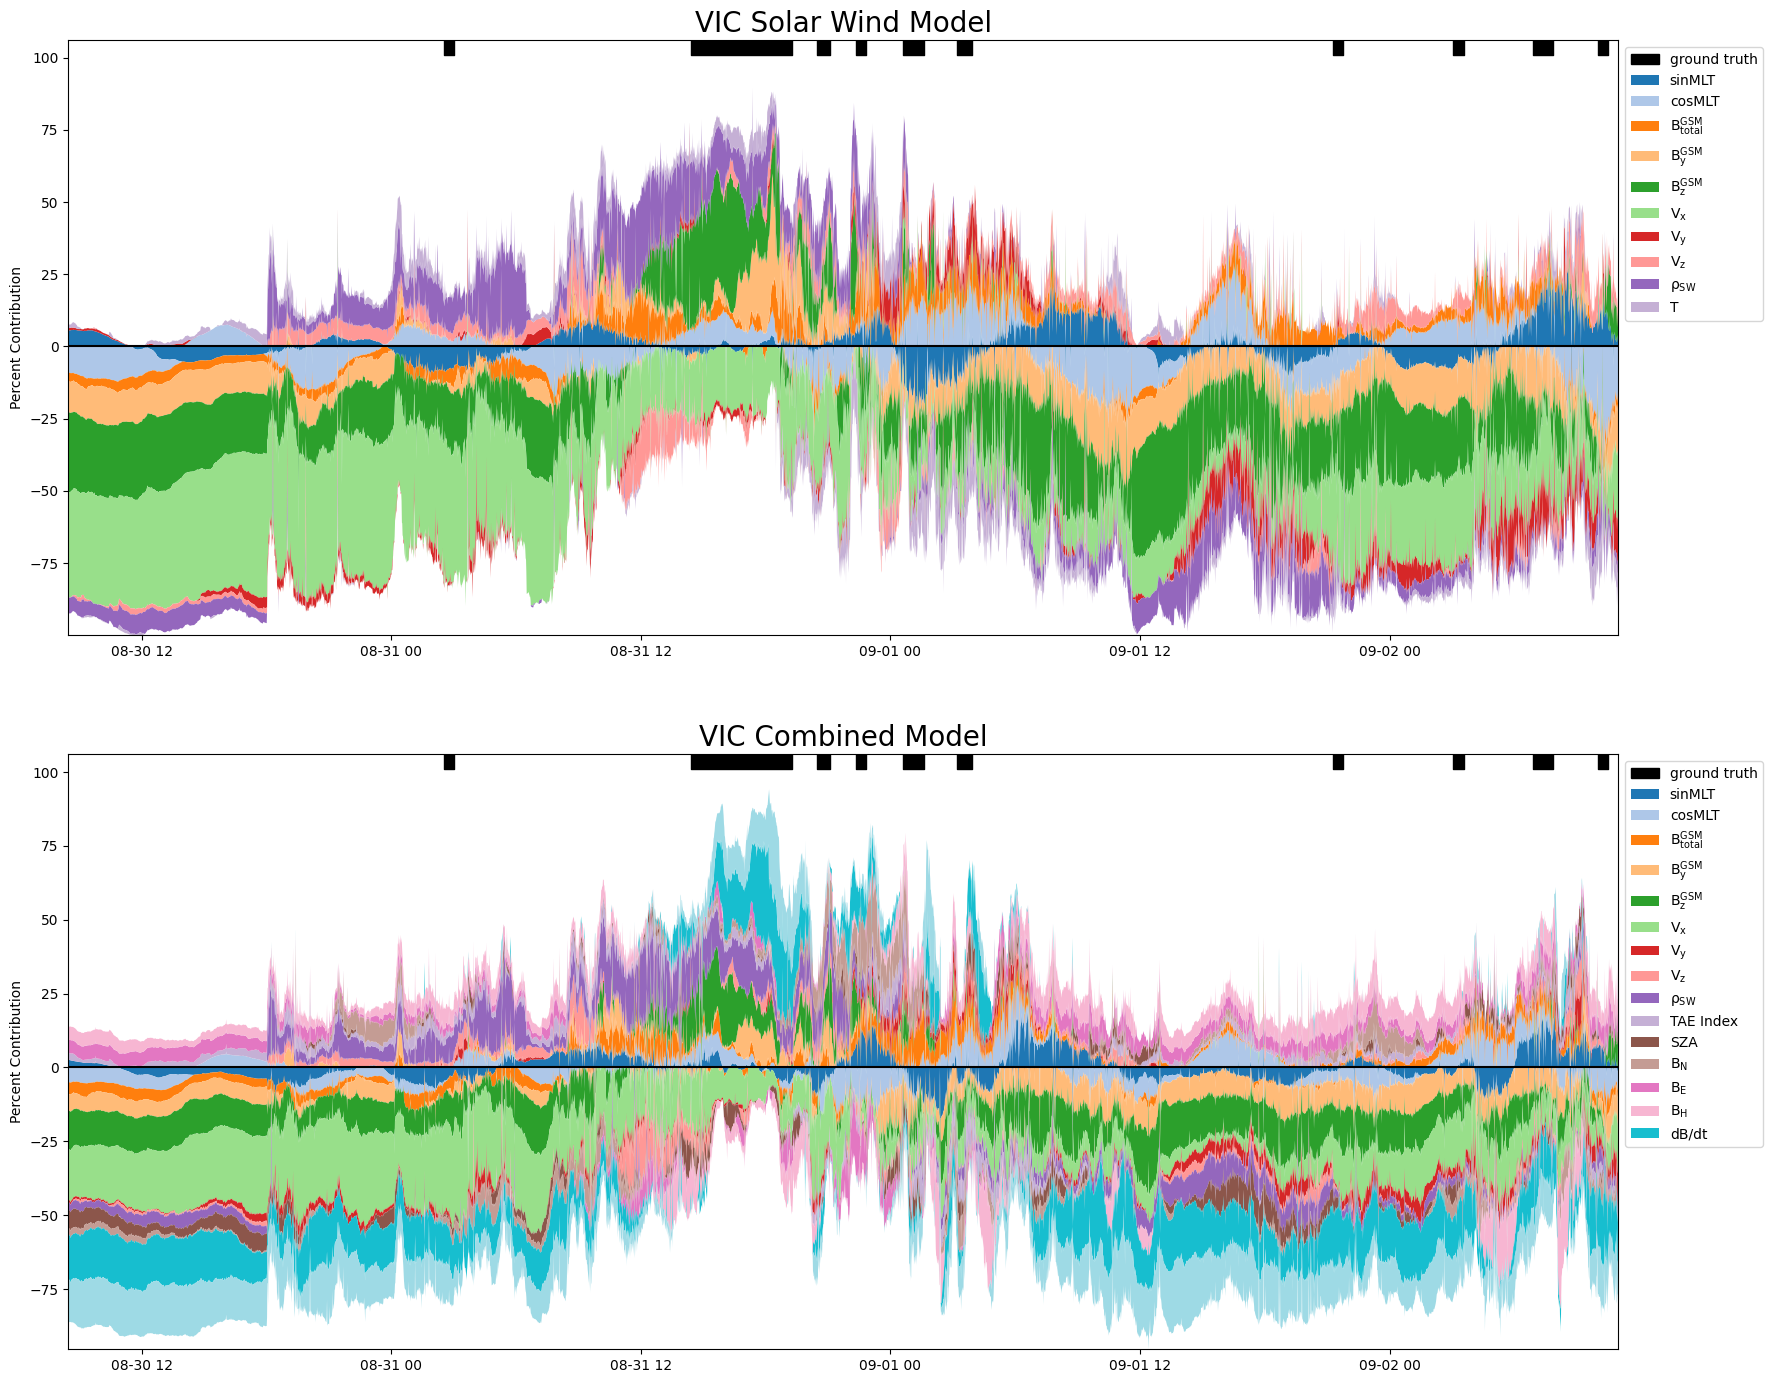 VIC Solar Wind Model
100
75
50
25
0
−25
−50
−75
Percent Contribution
08-30 12
08-31 00
08-31 12
09-01 00
09-01 12
09-02 00
ground truth
sinMLT
cosMLT
B_total^GSM
B_y^GSM
B_z^GSM
V_x
V_y
V_z
ρ_SW
T
VIC Combined Model
100
75
50
25
0
−25
−50
−75
Percent Contribution
08-30 12
08-31 00
08-31 12
09-01 00
09-01 12
09-02 00
ground truth
sinMLT
cosMLT
B_total^GSM
B_y^GSM
B_z^GSM
V_x
V_y
V_z
ρ_SW
TAE Index
SZA
B_N
B_E
B_H
dB/dt